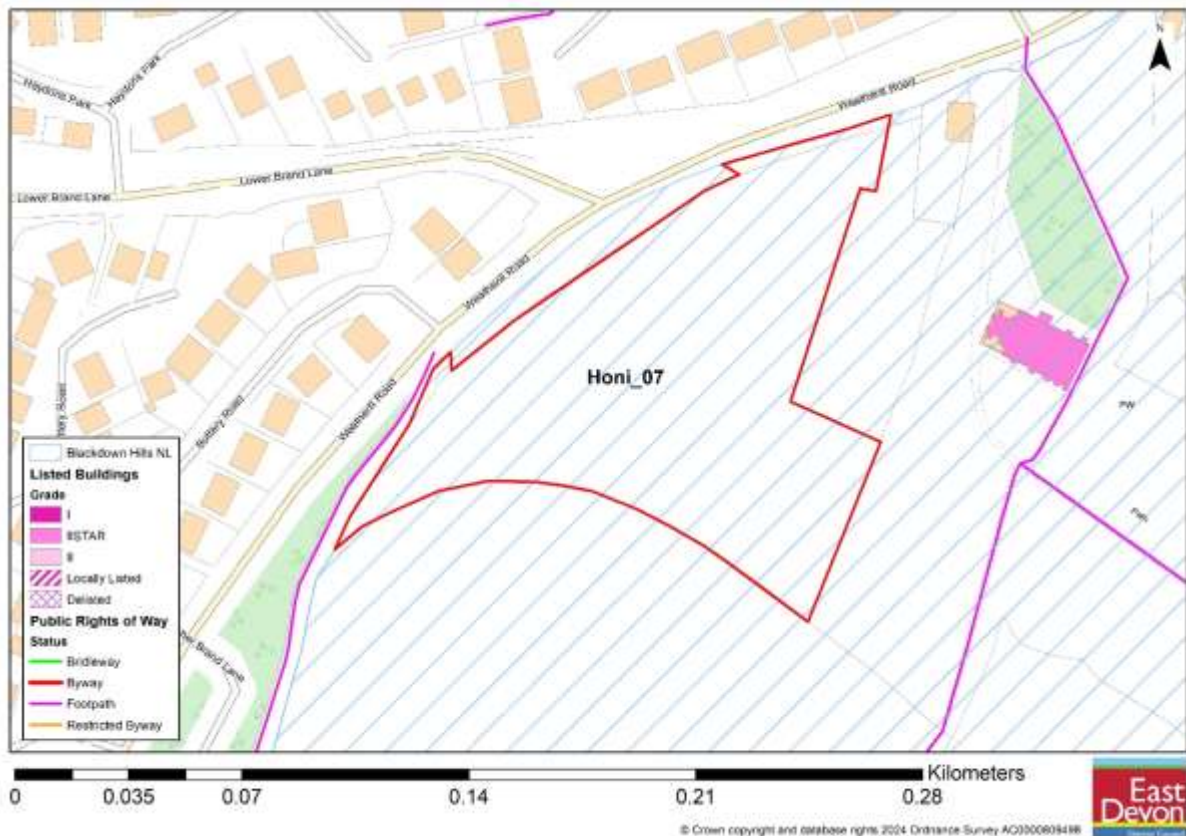 Haydons Park
Haydons Park
N
Weatherill Road
Lower Brand Lane
Lower Brand Lane
Weatherill Road
Honi_07
Weatherill Road
Buttery Road
PW
Path
Blackdown Hills NL
Listed Buildings
Grade
I
IISTAR
II
Locally Listed
Delisted
Public Rights of Way
Status
Bridleway
Byway
Footpath
Restricted Byway
Brand Lane
Kilometers
0 0.035 0.07 0.14 0.21 0.28
East
Devon
© Crown copyright and database rights 2024 Ordnance Survey